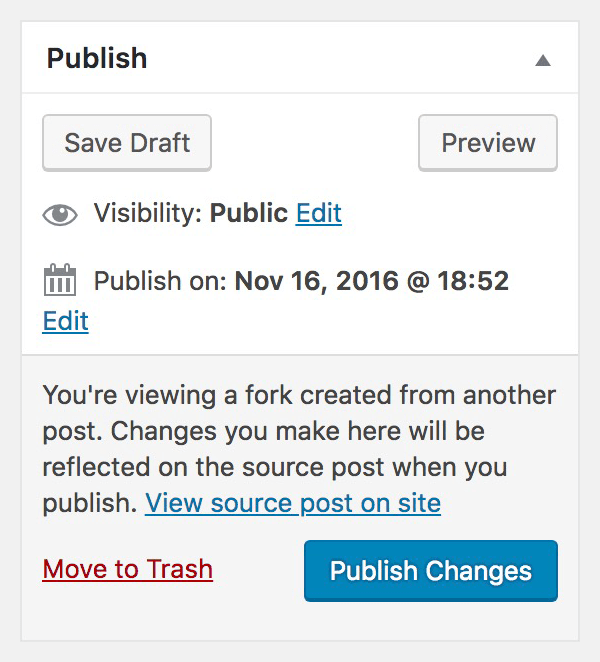 Publish
Save Draft
Preview
Visibility: Public Edit
Publish on: Nov 16, 2016 @ 18:52
Edit
You're viewing a fork created from another
post. Changes you make here will be
reflected on the source post when you
publish. View source post on site
Move to Trash
Publish Changes